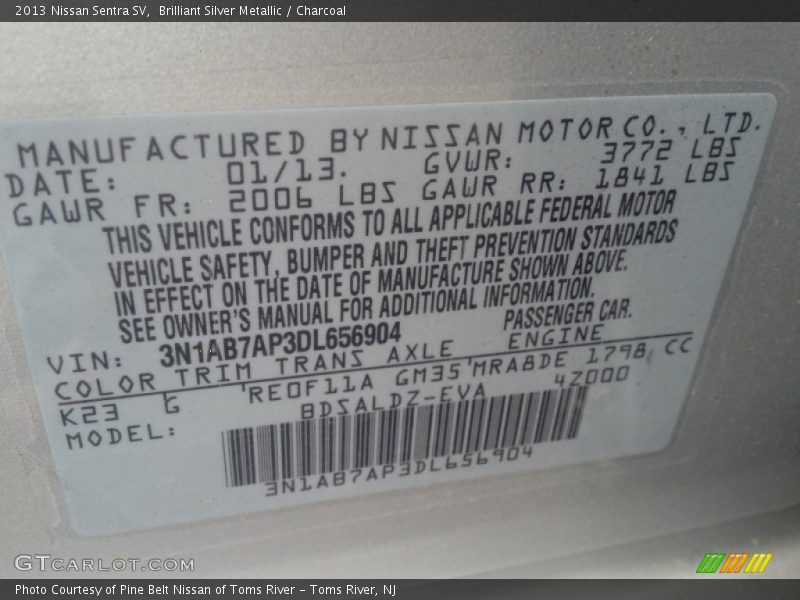 2013 Nissan Sentra SV,  Brilliant Silver Metallic / Charcoal
MANUFACTURED BY NISSAN MOTOR CO., LTD.
DATE: 01/13. GVWR: 3772 LBS
GAWR FR: 2006 LBS GAWR RR: 1841 LBS
THIS VEHICLE CONFORMS TO ALL APPLICABLE FEDERAL MOTOR
VEHICLE SAFETY, BUMPER AND THEFT PREVENTION STANDARDS
IN EFFECT ON THE DATE OF MANUFACTURE SHOWN ABOVE.
SEE OWNER'S MANUAL FOR ADDITIONAL INFORMATION.
VIN: 3N1AB7AP3DL656904 PASSENGER CAR.
COLOR TRIM TRANS AXLE ENGINE
K23 G RE0F11A GM35 MRA8DE 1798 CC
MODEL: BDSALDZ-EVA 4Z000
3N1AB7AP3DL656904
GTCARLOT.COM
Photo Courtesy of Pine Belt Nissan of Toms River – Toms River, NJ